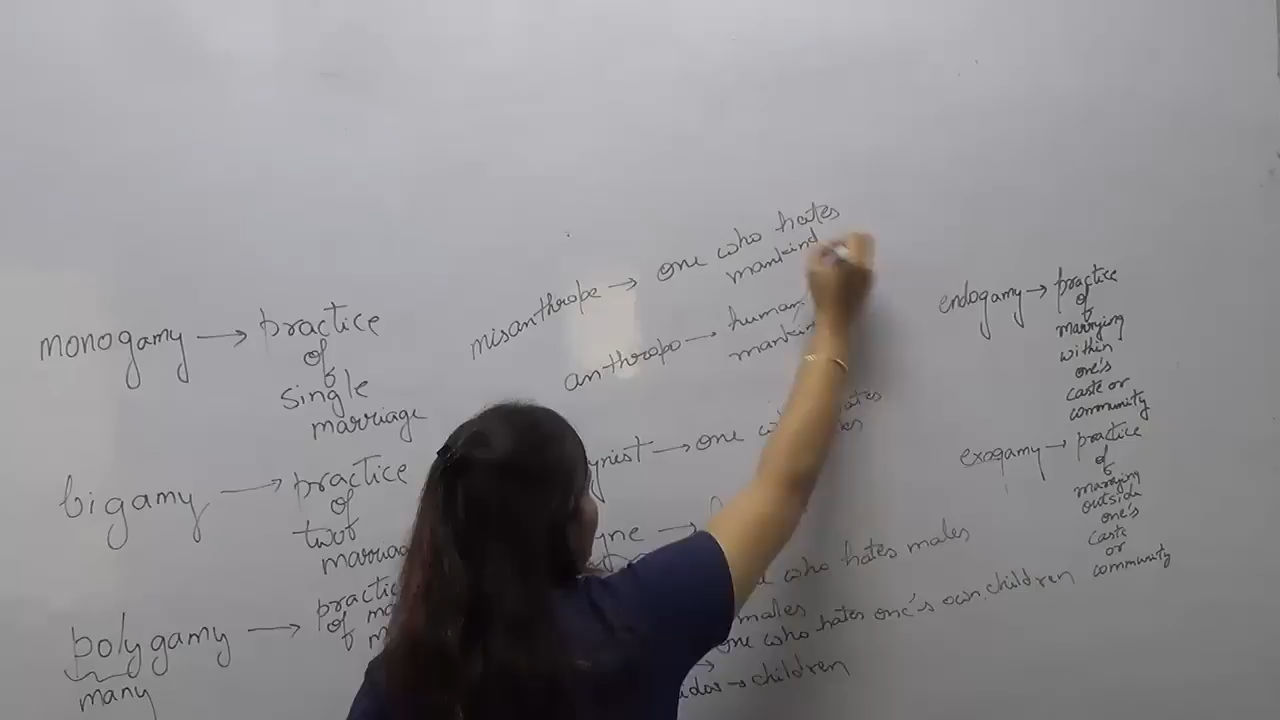 monogamy → practice
of
single
marriage
bigamy → practice
of
two
polygamy →
of
many
misanthrope → one who hates
mankind
anthropo → human
→ one
→
who hates males
males
one who hates one's own children
→ children
endogamy → practice
of
marrying
within
one's
caste or
community
exogamy → practice
of
marrying
outside
one's
caste
or
community